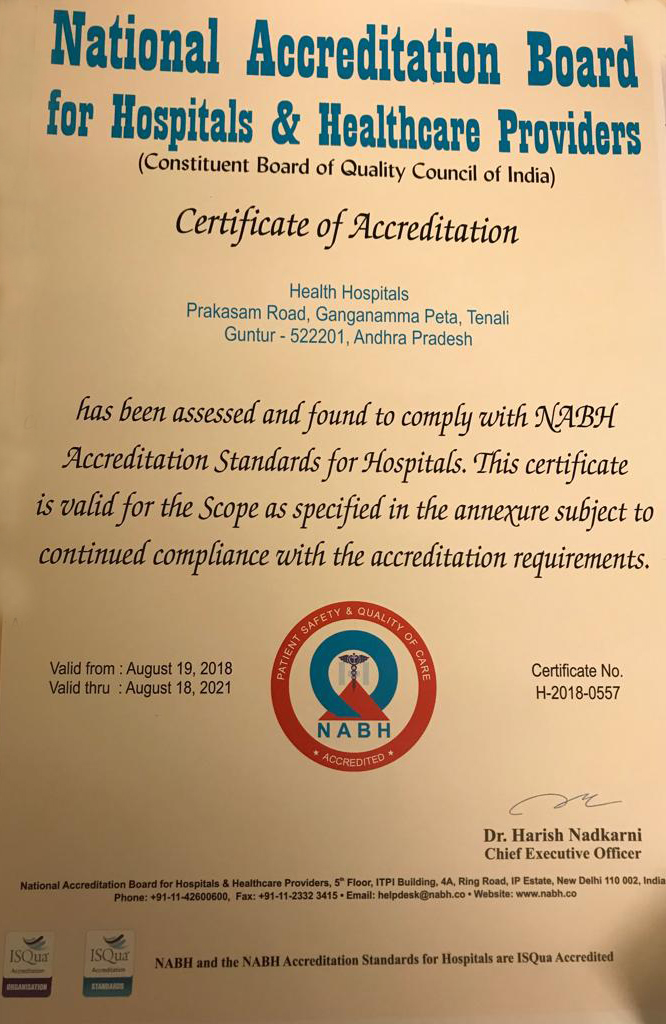 National Accreditation Board
for Hospitals & Healthcare Providers
(Constituent Board of Quality Council of India)
Certificate of Accreditation
Health Hospitals
Prakasam Road, Ganganamma Peta, Tenali
Guntur - 522201, Andhra Pradesh
has been assessed and found to comply with NABH
Accreditation Standards for Hospitals. This certificate
is valid for the Scope as specified in the annexure subject to
continued compliance with the accreditation requirements.
Valid from : August 19, 2018
Valid thru : August 18, 2021
PATIENT SAFETY & QUALITY OF CARE
NABH
★ ACCREDITED ★
Certificate No.
H-2018-0557
Dr. Harish Nadkarni
Chief Executive Officer
National Accreditation Board for Hospitals & Healthcare Providers, 5th Floor, ITPI Building, 4A, Ring Road, IP Estate, New Delhi 110 002, India
Phone: +91-11-42600600, Fax: +91-11-2332 3415 • Email: helpdesk@nabh.co • Website: www.nabh.co
ISQua
Accreditation
ORGANISATION
ISQua
Accreditation
STANDARDS
NABH and the NABH Accreditation Standards for Hospitals are ISQua Accredited